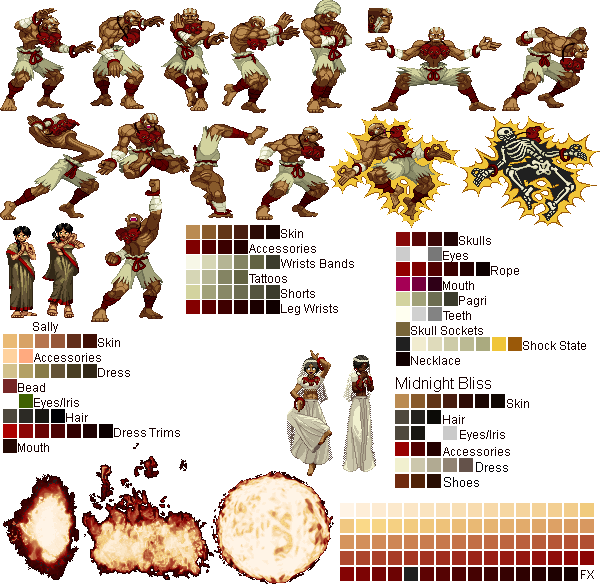 Skin
Accessories
Wrists Bands
Tattoos
Shorts
Leg Wrists
Skulls
Eyes
Rope
Mouth
Pagri
Teeth
Skull Sockets
Shock State
Necklace
Sally
Skin
Accessories
Dress
Bead
Eyes/Iris
Hair
Dress Trims
Mouth
Midnight Bliss
Skin
Hair
Eyes/Iris
Accessories
Dress
Shoes
FX